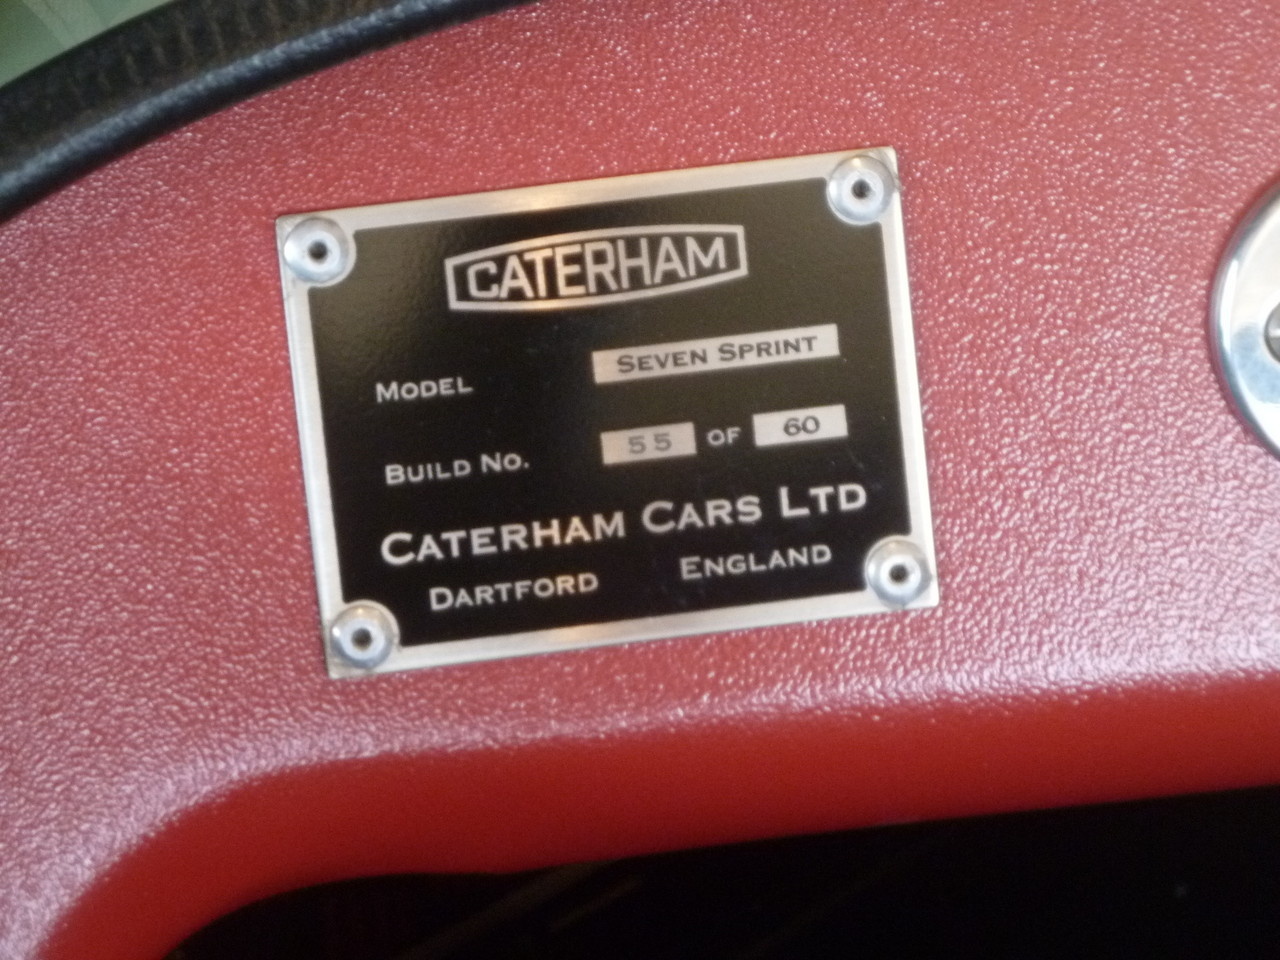 CATERHAM
MODEL SEVEN SPRINT
BUILD NO. 55 OF 60
CATERHAM CARS LTD
DARTFORD ENGLAND